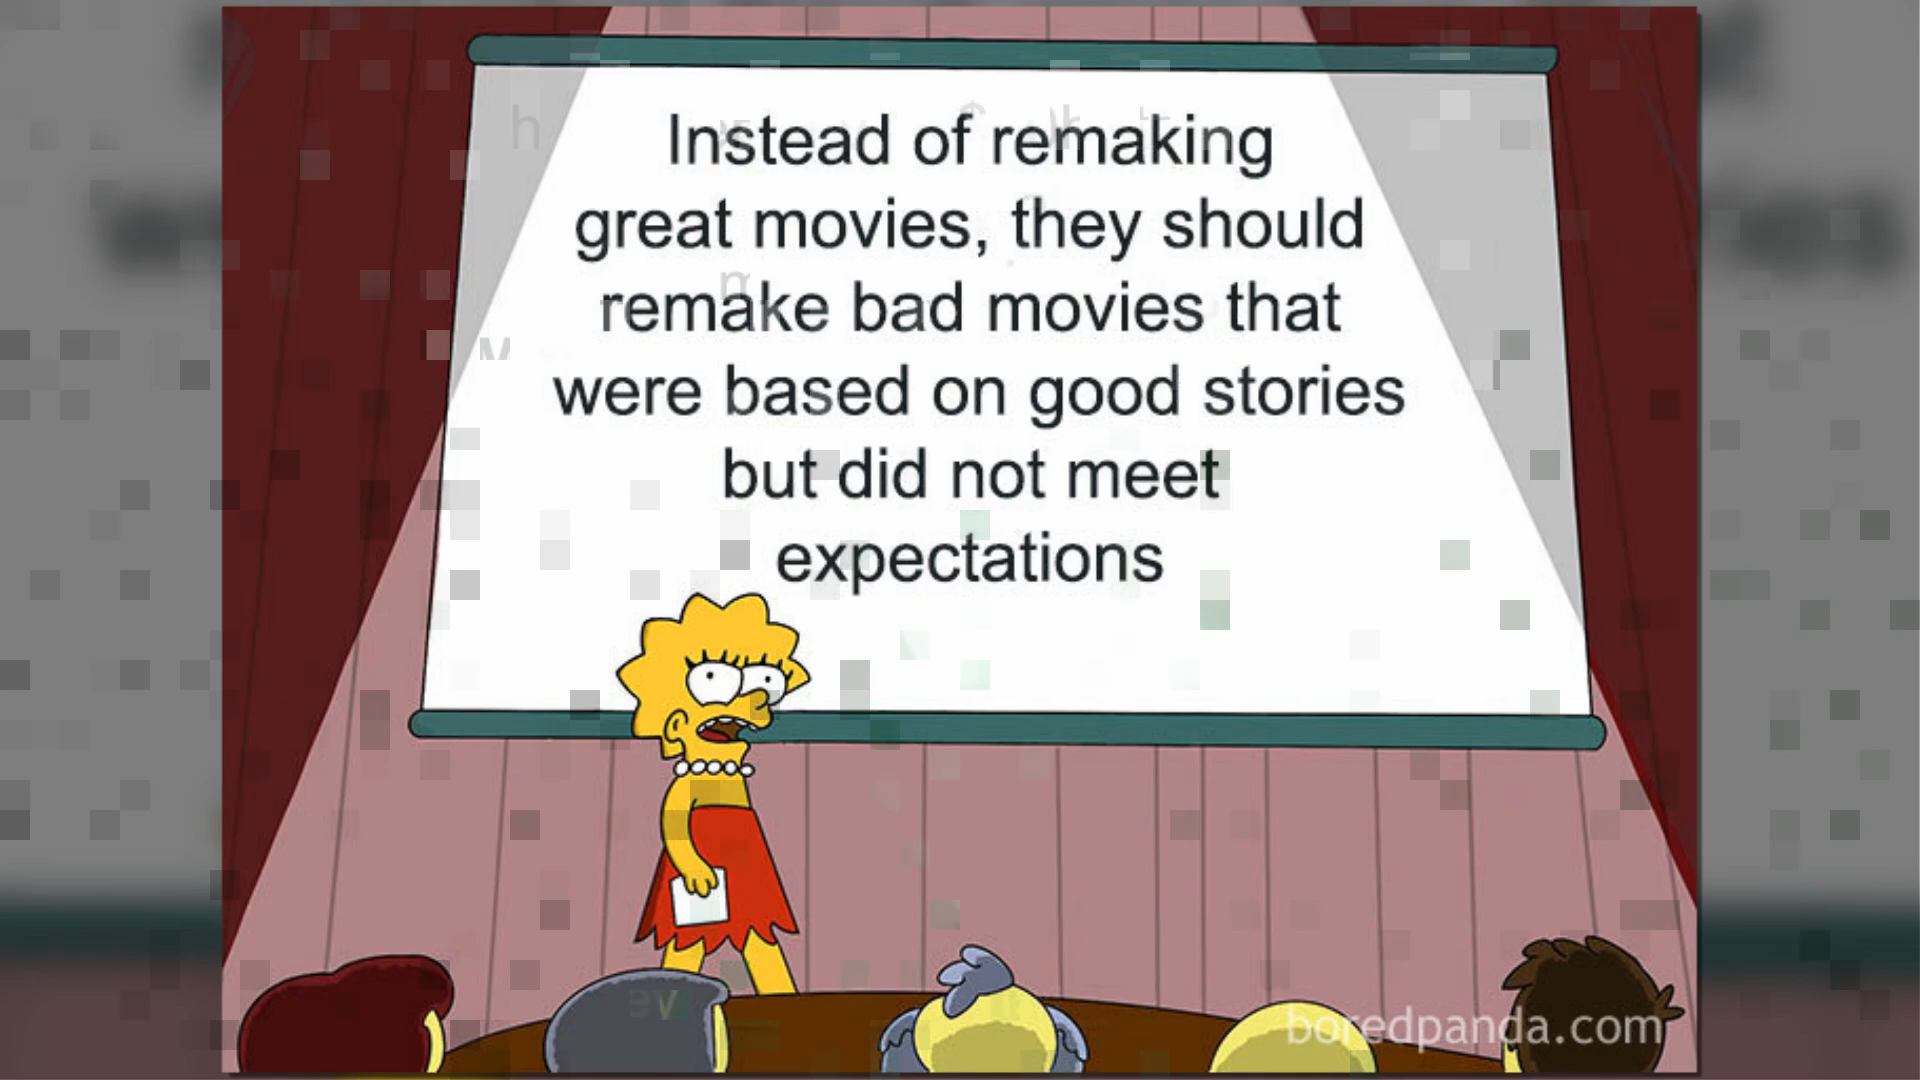 Instead of remaking
great movies, they should
remake bad movies that
were based on good stories
but did not meet
expectations
boredpanda.com